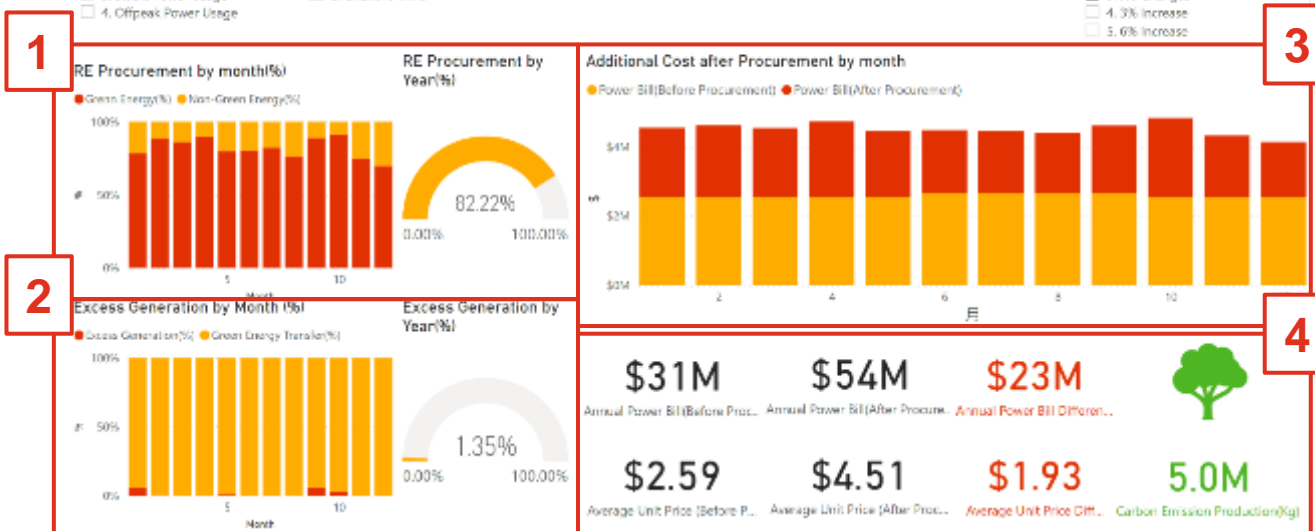 4. Offpeak Power Usage
4. 3% Increase
5. 6% Increase
1
RE Procurement by month(%)
Grenn Energy(%) Non-Green Energy(%)
100%
%
50%
0%
5
10
Month
RE Procurement by
Year(%)
82.22%
0.00%
100.00%
3
Additional Cost after Procurement by month
Power Bill(Before Procurement) Power Bill(After Procurement)
$4M
$
$2M
$0M
2
4
6
8
10
月
2
Excess Generation by Month (%)
Excess Generation(%) Green Energy Transfer(%)
100%
%
50%
0%
5
10
Month
Excess Generation by
Year(%)
1.35%
0.00%
100.00%
4
$31M
Annual Power Bill(Before Proc...
$54M
Annual Power Bill(After Procure...
$23M
Annual Power Bill Differen...
$2.59
Average Unit Price (Before P...
$4.51
Average Unit Price (After Proc...
$1.93
Average Unit Price Diff...
5.0M
Carbon Emission Production(Kg)